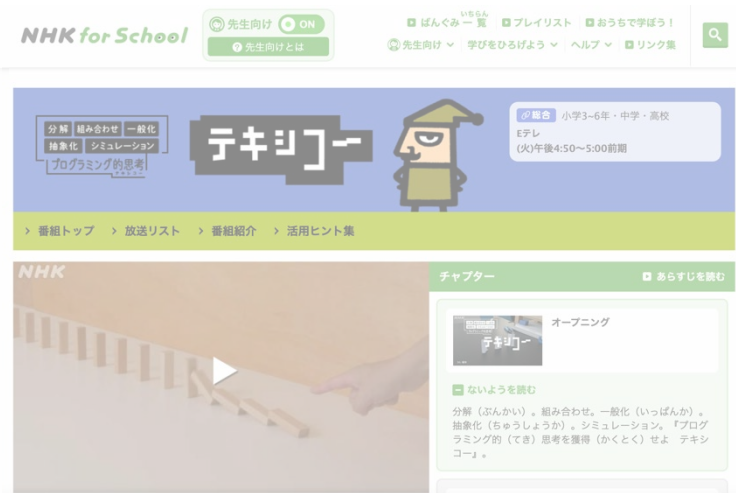 NHK for School
先生向け ON
先生向けとは
いちらん
ばんぐみ一覧 プレイリスト おうちで学ぼう！
先生向け 学びをひろげよう ヘルプ リンク集
分解 組み合わせ 一般化
抽象化 シミュレーション
プログラミング的思考
テキシコー
テキシコー
総合 小学3~6年・中学・高校
Eテレ
(火)午後4:50〜5:00前期
番組トップ 放送リスト 番組紹介 活用ヒント集
NHK
チャプター あらすじを読む
オープニング
テキシコー
ないようを読む
分解（ぶんかい）。組み合わせ。一般化（いっぱんか）。
抽象化（ちゅうしょうか）。シミュレーション。『プログ
ラミング的（てき）思考を獲得（かくとく）せよ テキシ
コー』。